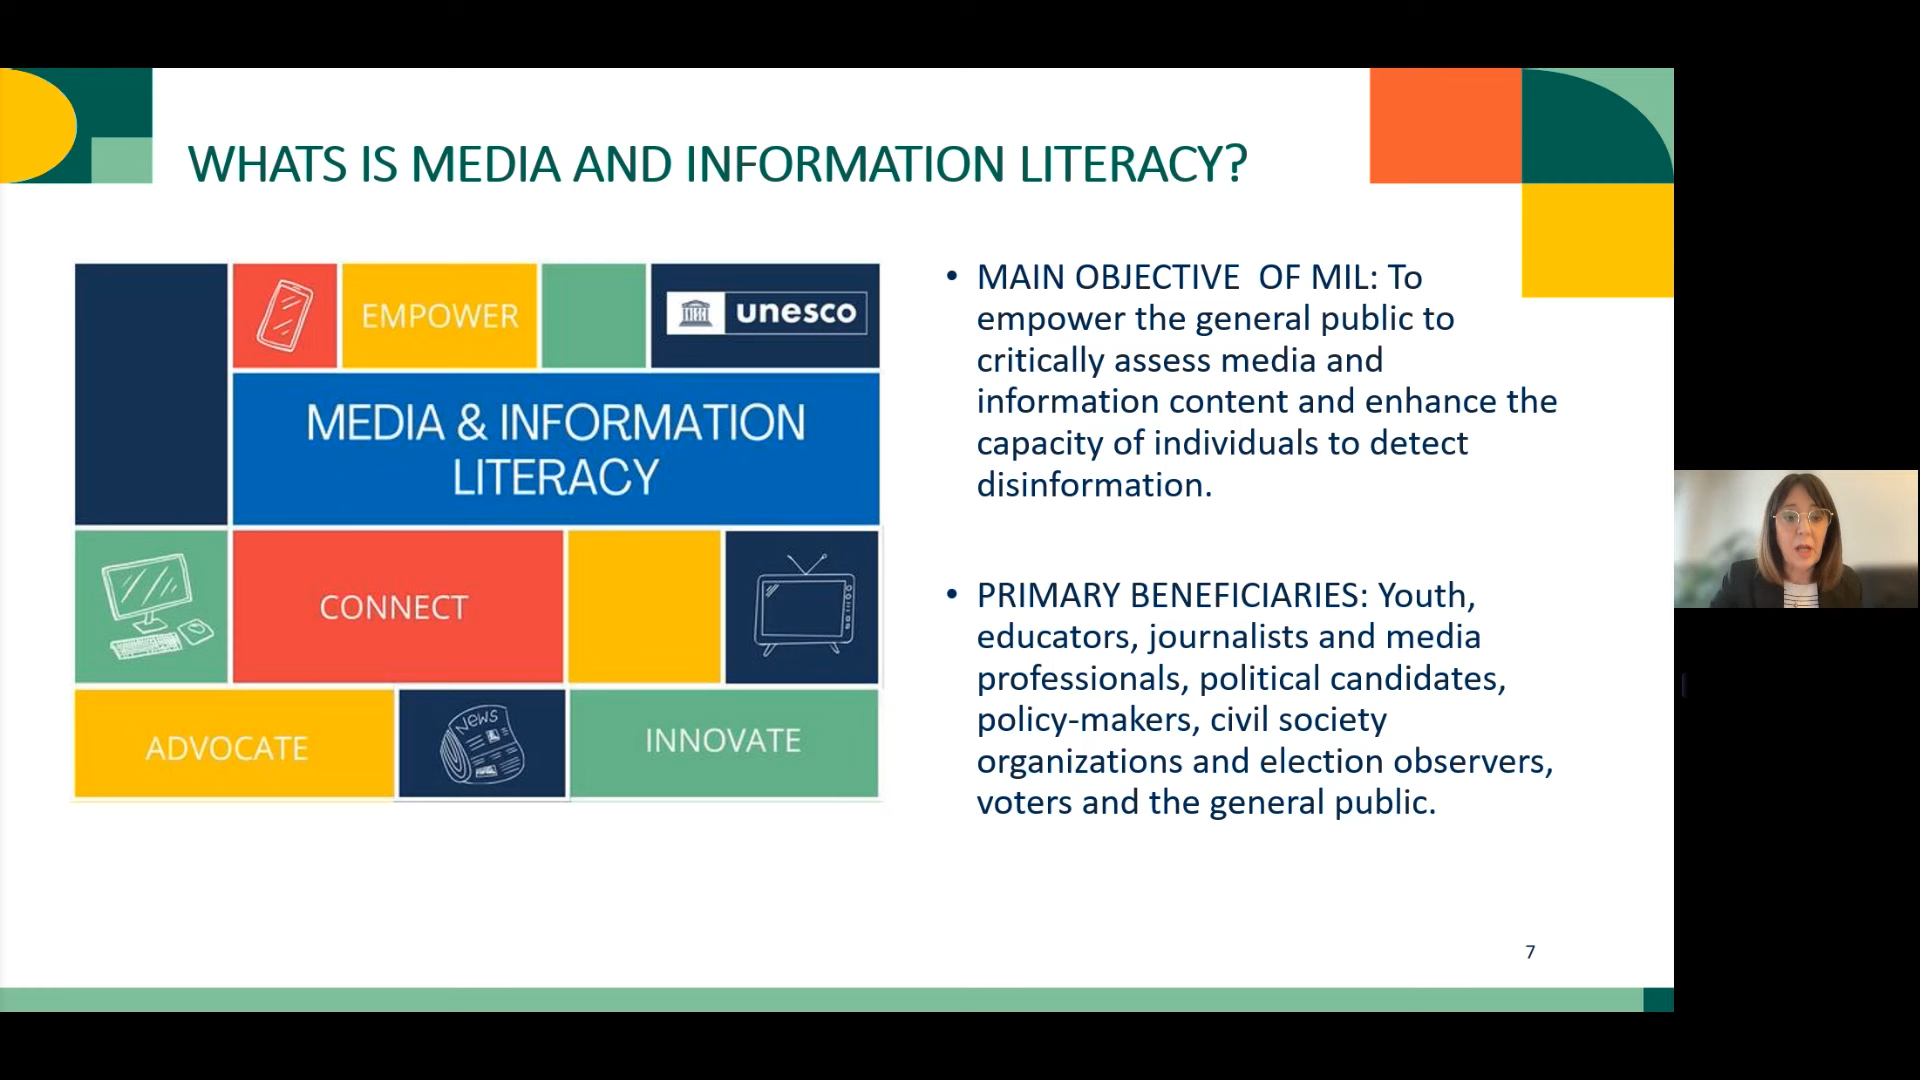 WHATS IS MEDIA AND INFORMATION LITERACY?
EMPOWER
unesco
MEDIA & INFORMATION
LITERACY
CONNECT
ADVOCATE
NEWS
INNOVATE
• MAIN OBJECTIVE  OF MIL: To
empower the general public to
critically assess media and
information content and enhance the
capacity of individuals to detect
disinformation.
• PRIMARY BENEFICIARIES: Youth,
educators, journalists and media
professionals, political candidates,
policy-makers, civil society
organizations and election observers,
voters and the general public.
7